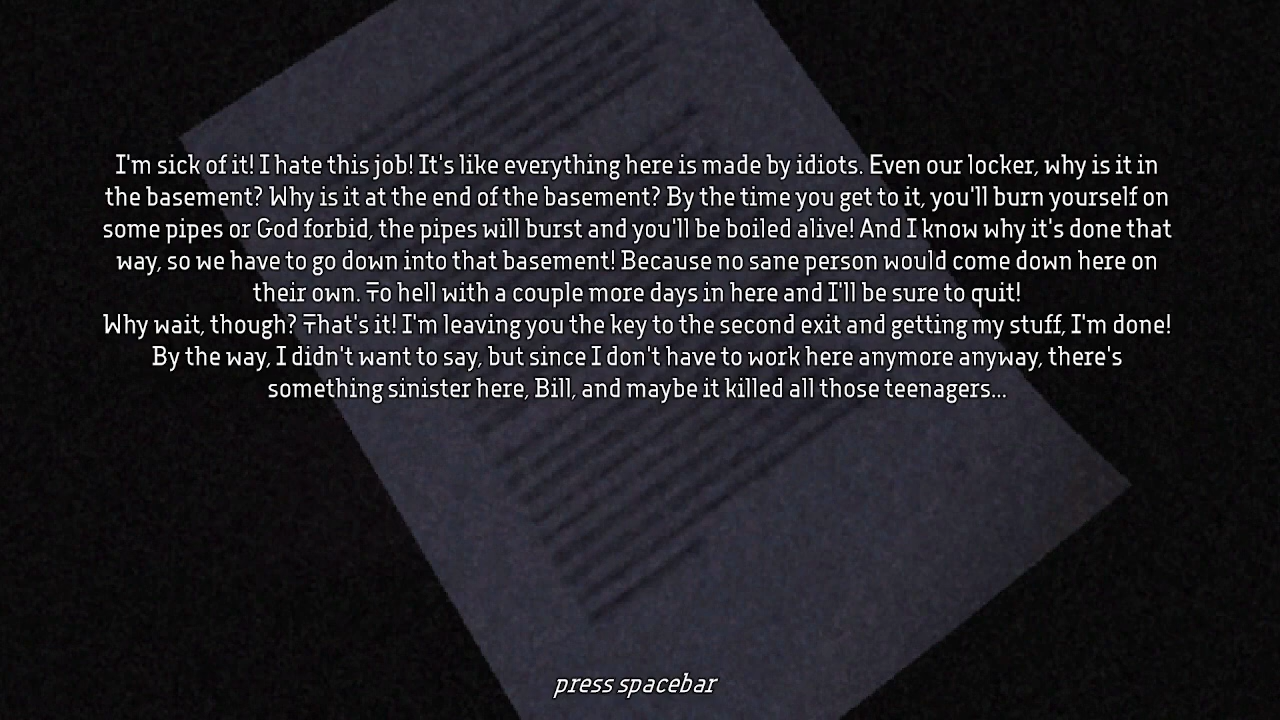 I'm sick of it! I hate this job! It's like everything here is made by idiots. Even our locker, why is it in
the basement? Why is it at the end of the basement? By the time you get to it, you'll burn yourself on
some pipes or God forbid, the pipes will burst and you'll be boiled alive! And I know why it's done that
way, so we have to go down into that basement! Because no sane person would come down here on
their own. To hell with a couple more days in here and I'll be sure to quit!
Why wait, though? That's it! I'm leaving you the key to the second exit and getting my stuff, I'm done!
By the way, I didn't want to say, but since I don't have to work here anymore anyway, there's
something sinister here, Bill, and maybe it killed all those teenagers...
press spacebar